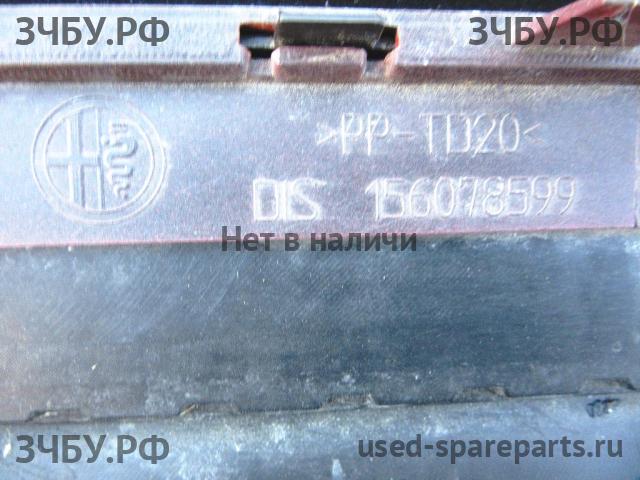 ЗЧБУ.РФ ЗЧБУ.РФ
>PP-TD20<
DIS 156078599
Нет в наличи
ЗЧБУ.РФ used-spareparts.ru